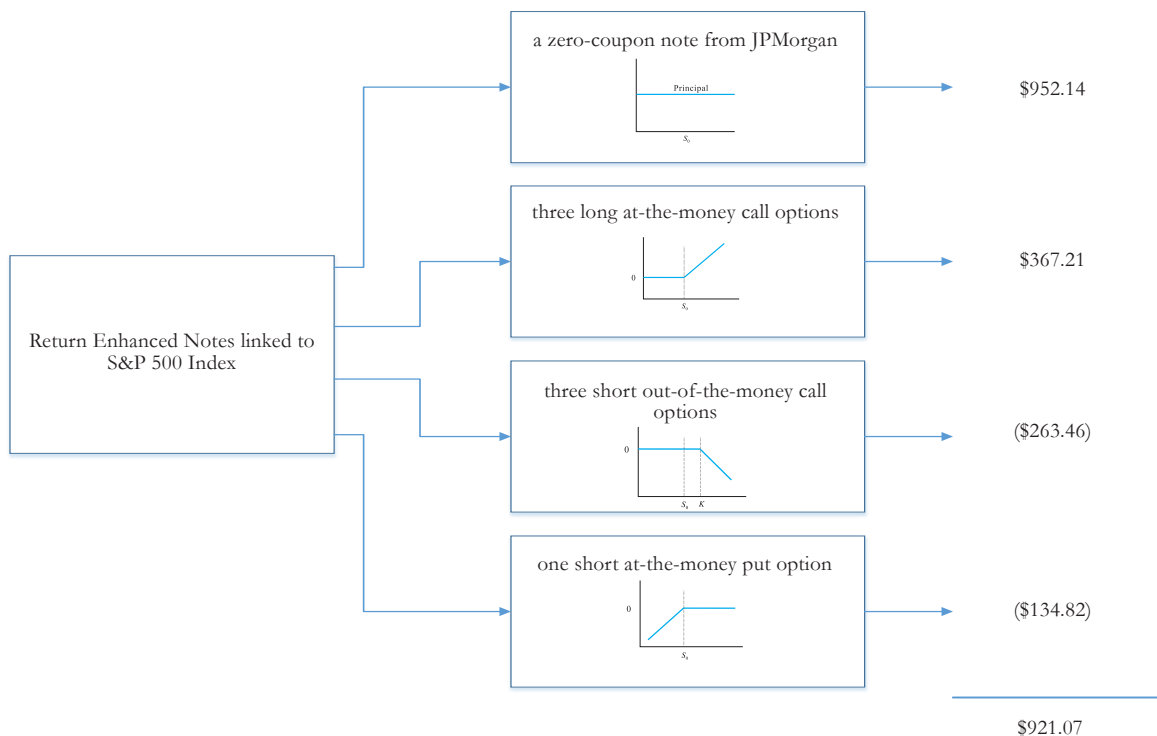 a zero-coupon note from JPMorgan
Principal
S₀
$952.14
three long at-the-money call options
0
S₀
$367.21
Return Enhanced Notes linked to
S&P 500 Index
three short out-of-the-money call
options
0
S₀ K
($263.46)
one short at-the-money put option
0
S₀
($134.82)
$921.07